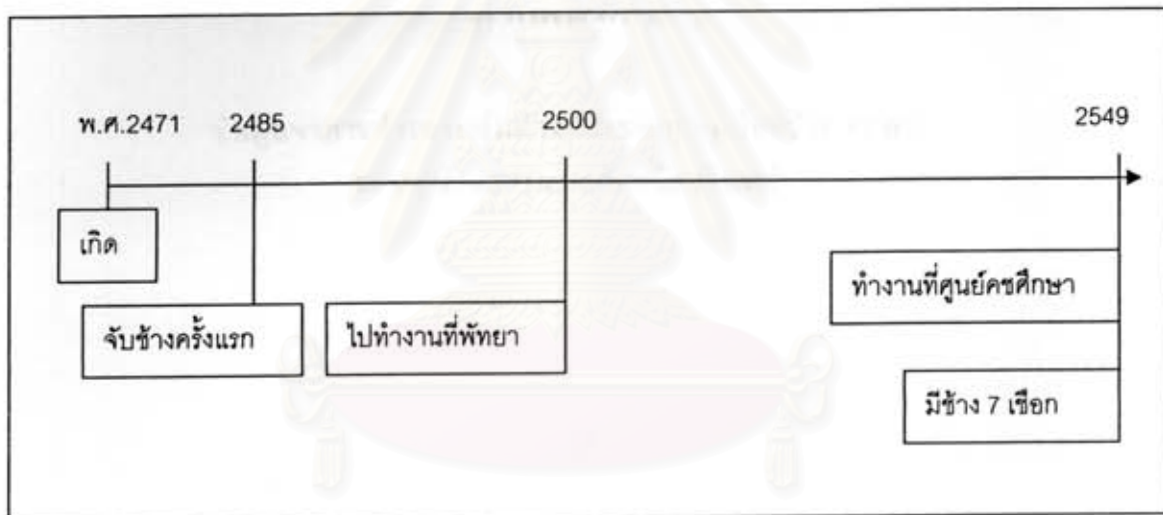 พ.ศ.2471 2485 2500 2549
เกิด
ทำงานที่ศูนย์คชศึกษา
จับช้างครั้งแรก ไปทำงานที่พัทยา
มีช้าง 7 เชือก